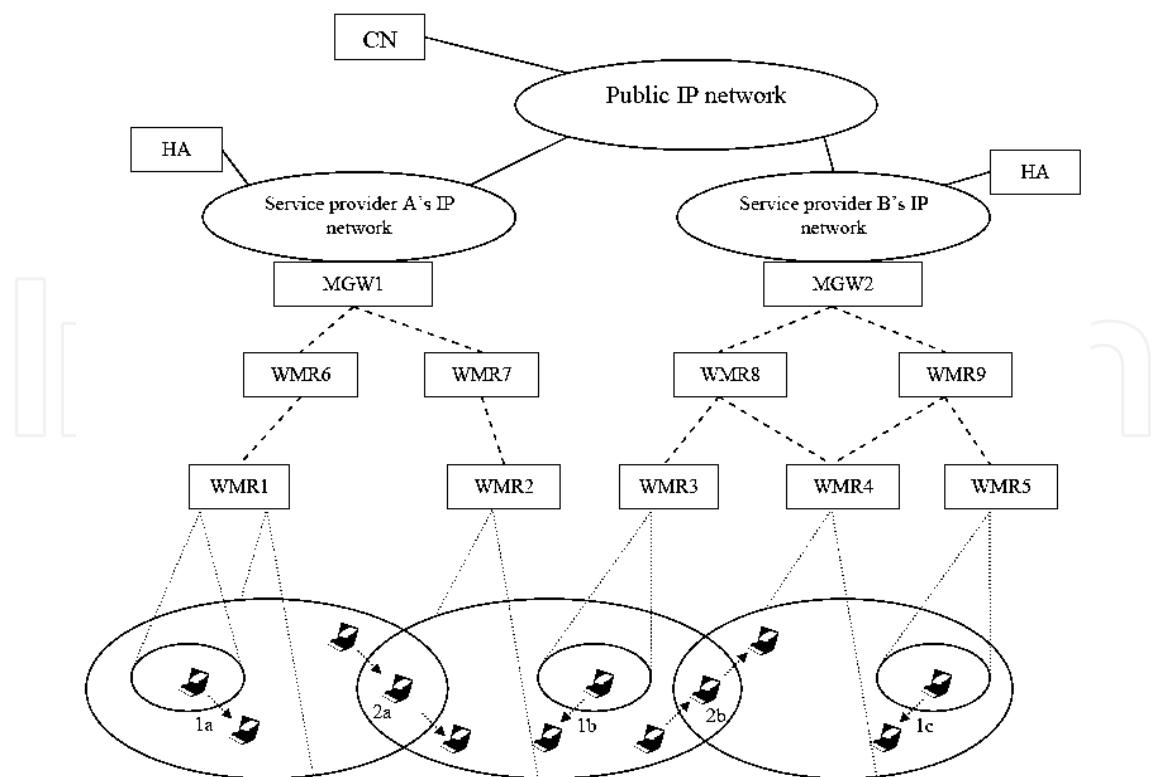 CN
Public IP network
HA
HA
Service provider A's IP
network
Service provider B's IP
network
MGW1
MGW2
WMR6
WMR7
WMR8
WMR9
WMR1
WMR2
WMR3
WMR4
WMR5
1a
2a
1b
2b
1c